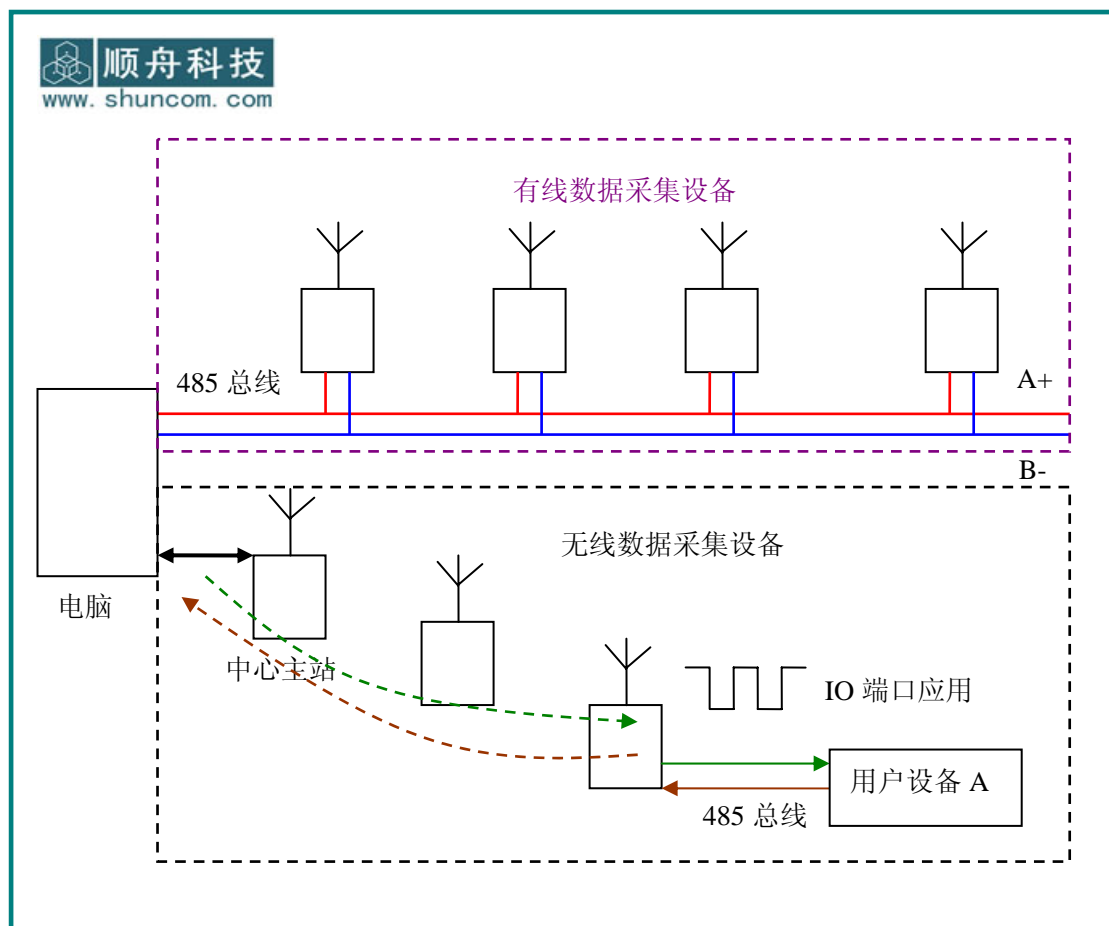 顺舟科技
www.shuncom.com
有线数据采集设备
485 总线
A+
B-
无线数据采集设备
电脑
中心主站
IO 端口应用
用户设备 A
485 总线